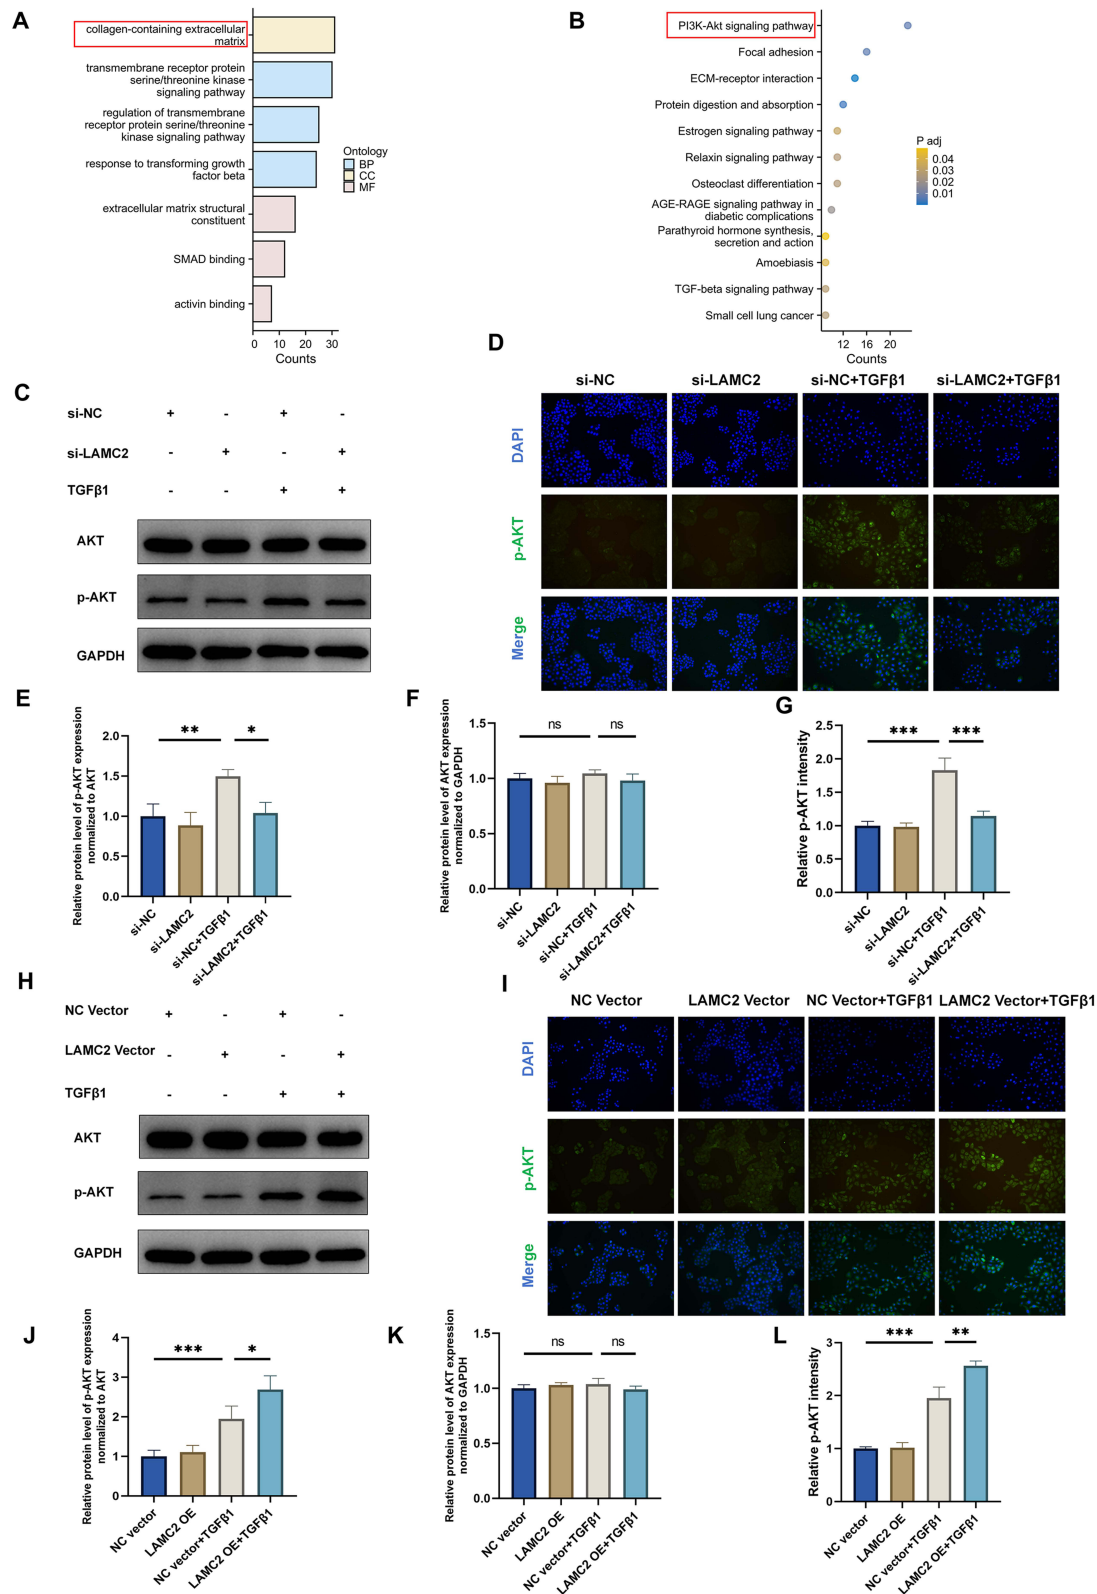 A
collagen-containing extracellular
matrix
transmembrane receptor protein
serine/threonine kinase
signaling pathway
regulation of transmembrane
receptor protein serine/threonine
kinase signaling pathway
response to transforming growth
factor beta
extracellular matrix structural
constituent
SMAD binding
activin binding
0 10 20 30
Counts
Ontology
BP
CC
MF
B
PI3K-Akt signaling pathway
Focal adhesion
ECM-receptor interaction
Protein digestion and absorption
Estrogen signaling pathway
Relaxin signaling pathway
Osteoclast differentiation
AGE-RAGE signaling pathway in
diabetic complications
Parathyroid hormone synthesis,
secretion and action
Amoebiasis
TGF-beta signaling pathway
Small cell lung cancer
12 16 20
Counts
P adj
0.04
0.03
0.02
0.01
C
si-NC + - + -
si-LAMC2 - + - +
TGFβ1 - - + +
AKT
p-AKT
GAPDH
D
si-NC si-LAMC2 si-NC+TGFβ1 si-LAMC2+TGFβ1
DAPI
p-AKT
Merge
E
Relative protein level of p-AKT expression
normalized to AKT
2.0
1.5
1.0
0.5
0.0
** *
si-NC
si-LAMC2
si-NC+TGFβ1
si-LAMC2+TGFβ1
F
Relative protein level of AKT expression
normalized to GAPDH
1.5
1.0
0.5
0.0
ns ns
si-NC
si-LAMC2
si-NC+TGFβ1
si-LAMC2+TGFβ1
G
Relative p-AKT intensity
2.5
2.0
1.5
1.0
0.5
0.0
*** ***
si-NC
si-LAMC2
si-NC+TGFβ1
si-LAMC2+TGFβ1
H
NC Vector + - + -
LAMC2 Vector - + - +
TGFβ1 - - + +
AKT
p-AKT
GAPDH
I
NC Vector LAMC2 Vector NC Vector+TGFβ1 LAMC2 Vector+TGFβ1
DAPI
p-AKT
Merge
J
Relative protein level of p-AKT expression
normalized to AKT
4
3
2
1
0
*** *
NC vector
LAMC2 OE
NC vector+TGFβ1
LAMC2 OE+TGFβ1
K
Relative protein level of AKT expression
normalized to GAPDH
1.5
1.0
0.5
0.0
ns ns
NC vector
LAMC2 OE
NC vector+TGFβ1
LAMC2 OE+TGFβ1
L
Relative p-AKT intensity
3
2
1
0
*** **
NC vector
LAMC2 OE
NC vector+TGFβ1
LAMC2 OE+TGFβ1